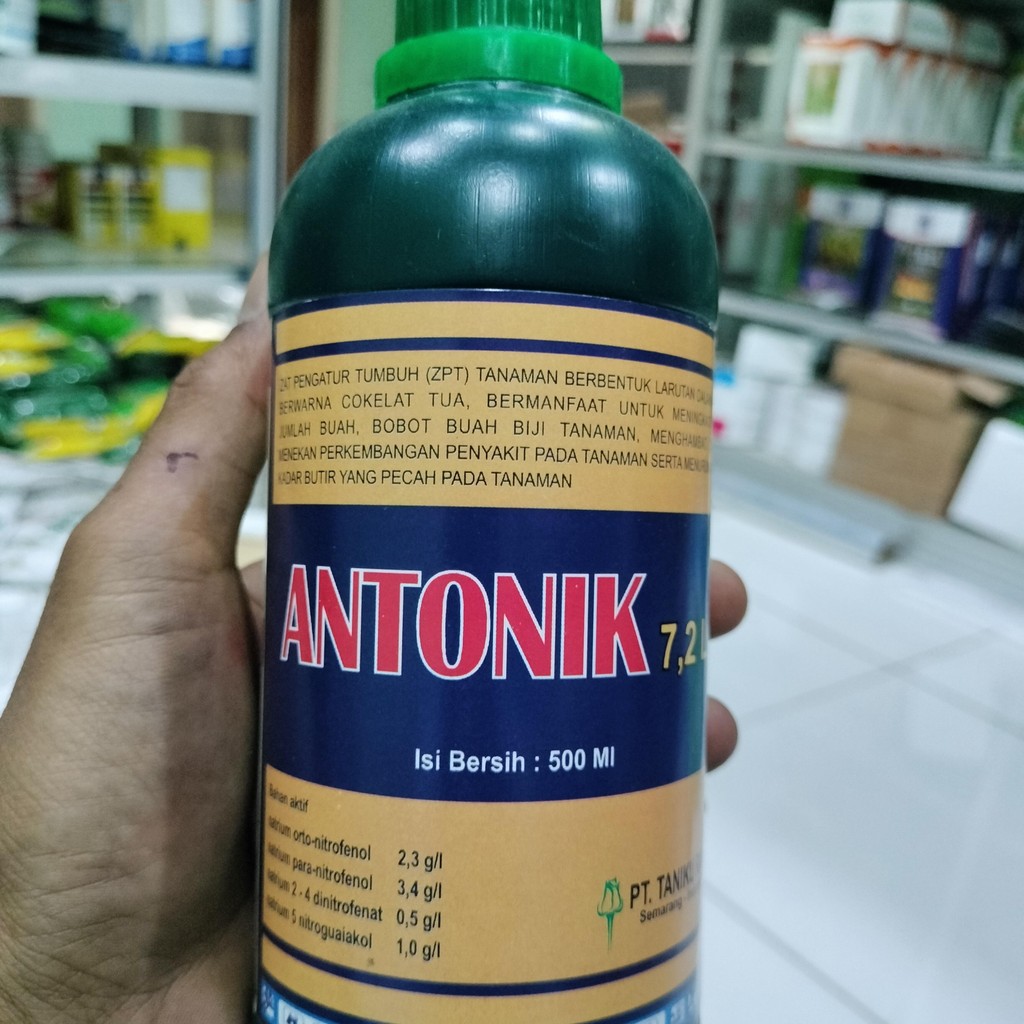 ZAT PENGATUR TUMBUH (ZPT) TANAMAN BERBENTUK LARUTAN
BERWARNA COKELAT TUA, BERMANFAAT UNTUK
JUMLAH BUAH, BOBOT BUAH BIJI TANAMAN,
MENEKAN PERKEMBANGAN PENYAKIT PADA TANAMAN SERTA
KADAR BUTIR YANG PECAH PADA TANAMAN
ANTONIK 7,2
Isi Bersih : 500 Ml
Bahan aktif
natrium orto-nitrofenol 2,3 g/l
natrium para-nitrofenol 3,4 g/l
natrium 2 - 4 dinitrofenat 0,5 g/l
natrium 5 nitroguaiakol 1,0 g/l
PT. TANIKU
Semarang